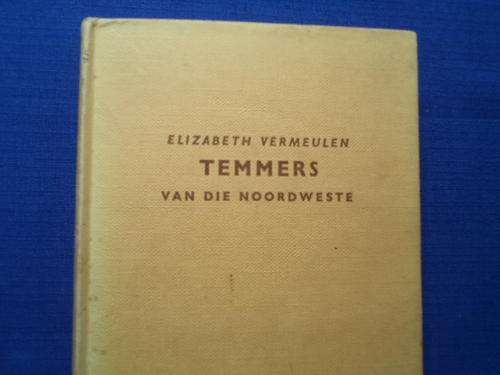 ELIZABETH VERMEULEN
TEMMERS
VAN DIE NOORDWESTE